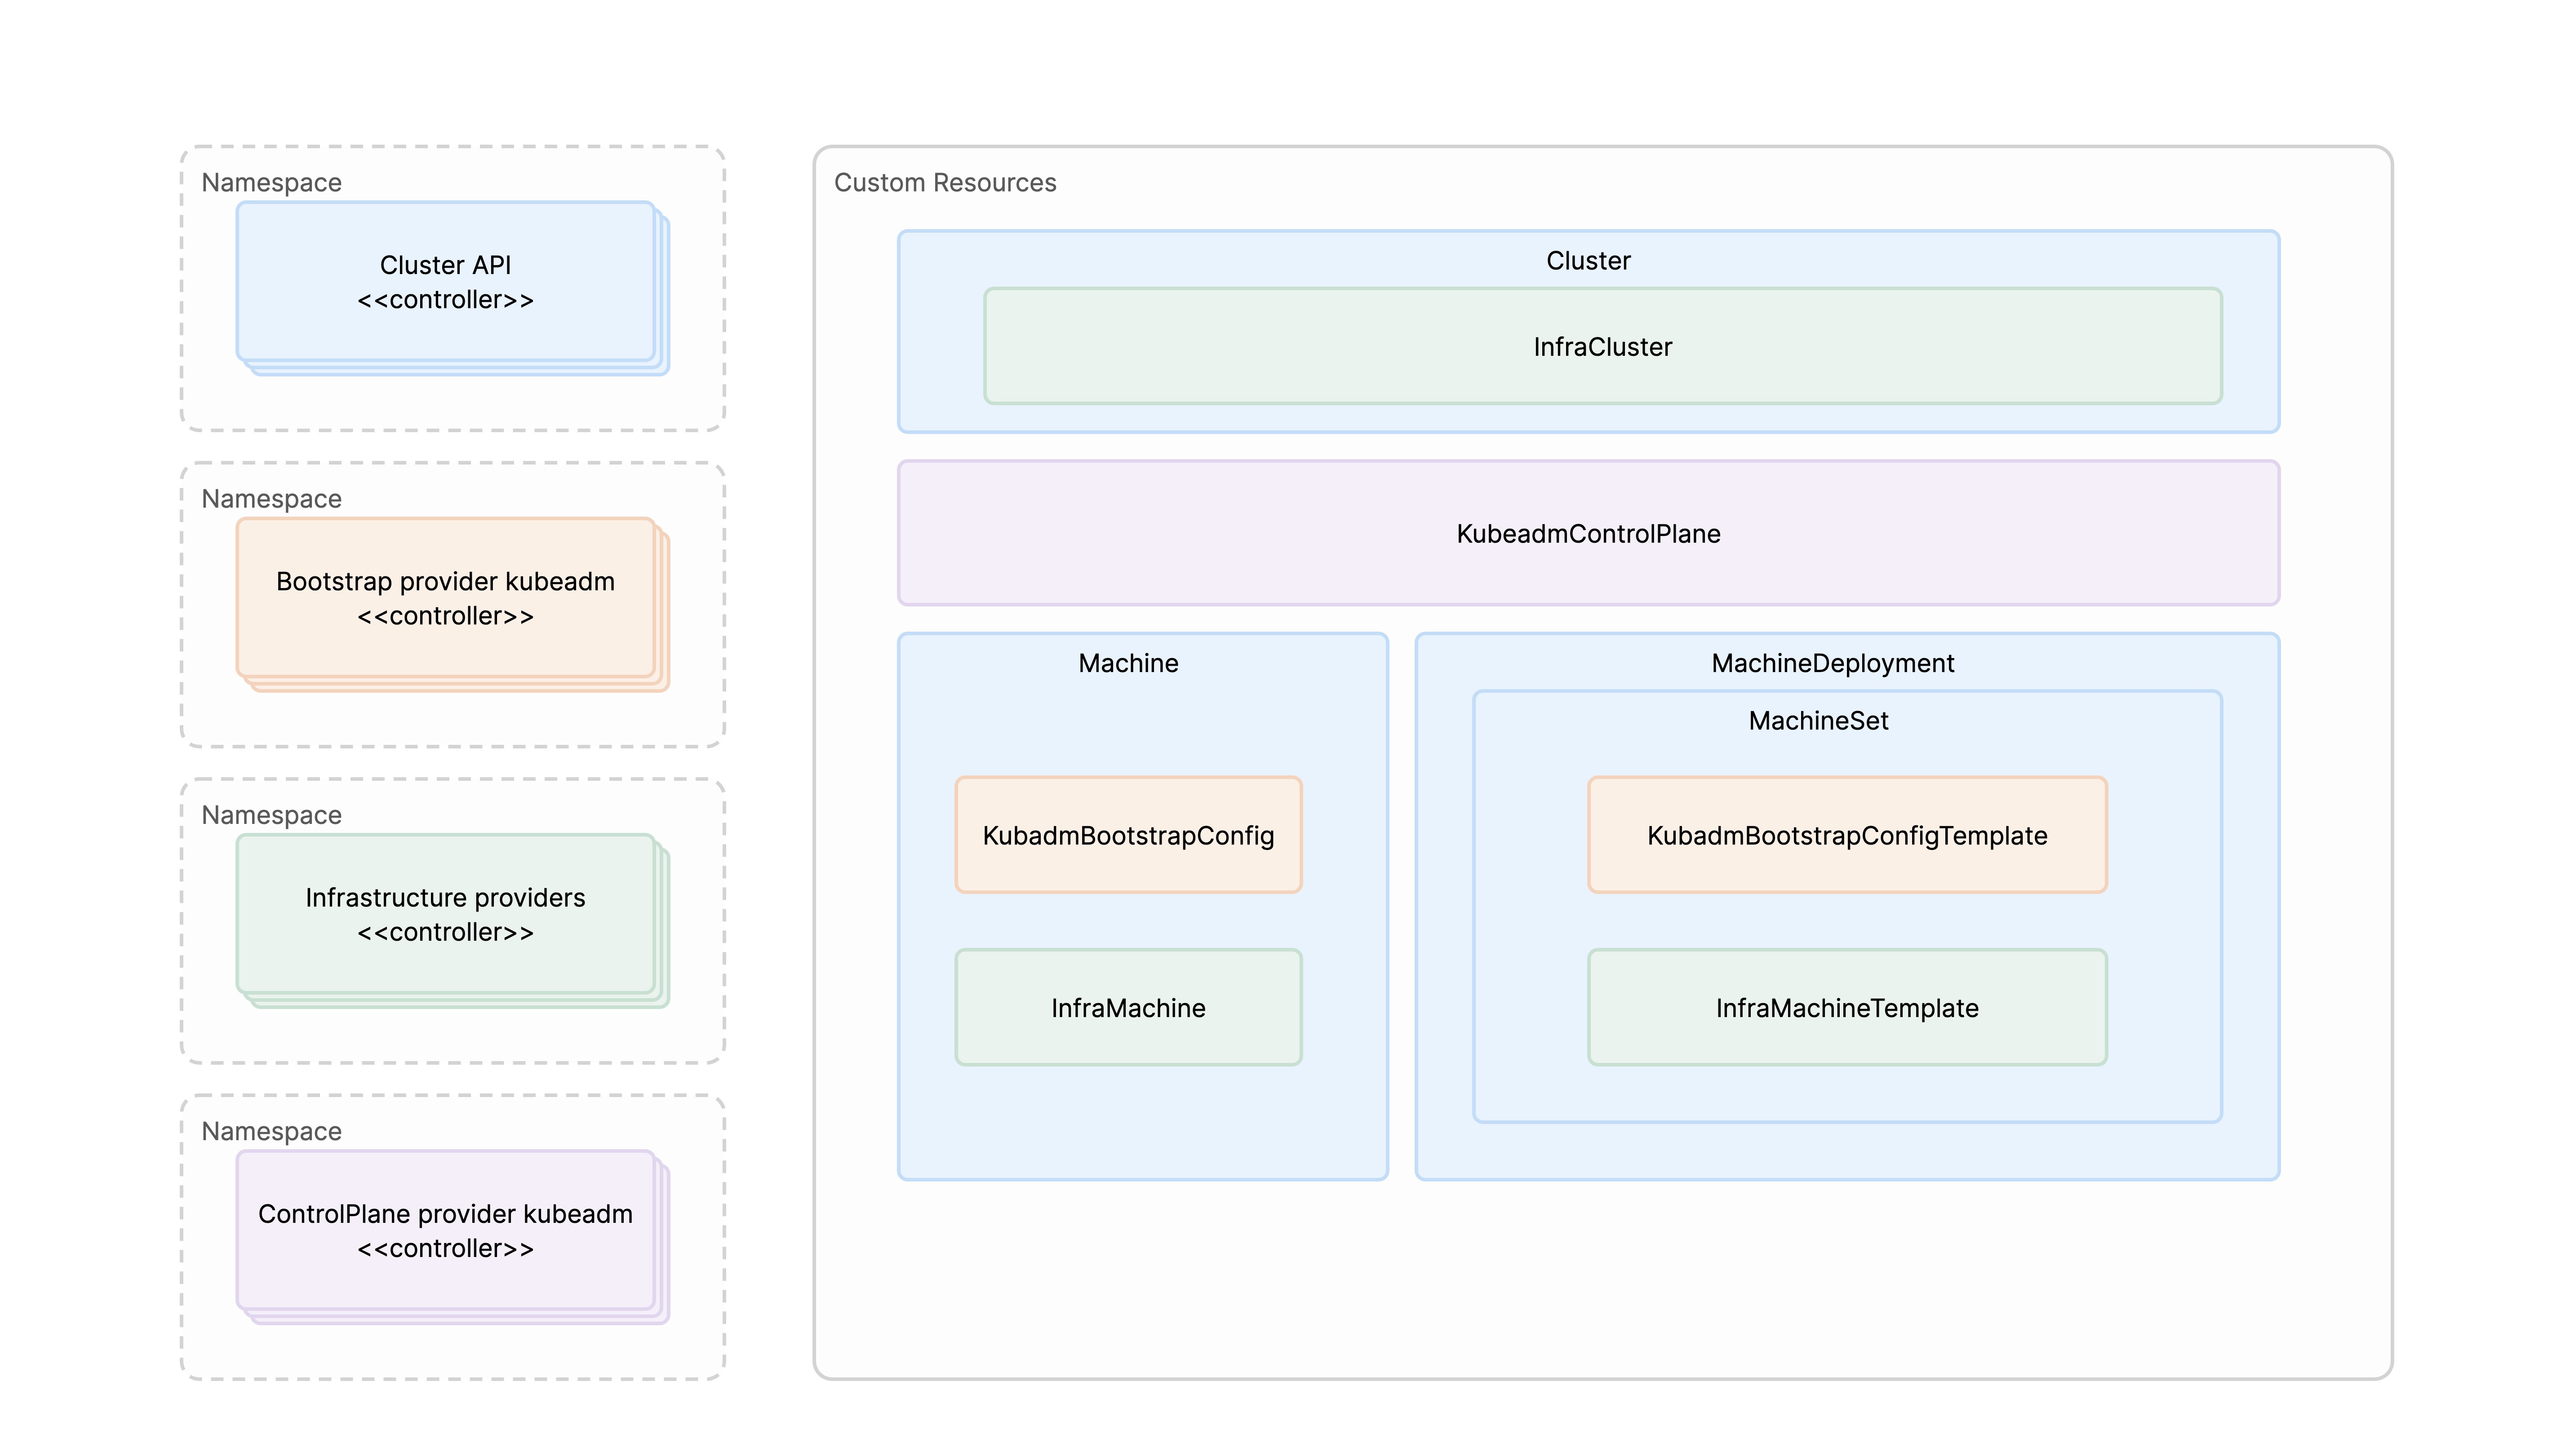 Namespace
Cluster API
<<controller>>
Namespace
Bootstrap provider kubeadm
<<controller>>
Namespace
Infrastructure providers
<<controller>>
Namespace
ControlPlane provider kubeadm
<<controller>>
Custom Resources
Cluster
InfraCluster
KubeadmControlPlane
Machine
KubadmBootstrapConfig
InfraMachine
MachineDeployment
MachineSet
KubadmBootstrapConfigTemplate
InfraMachineTemplate